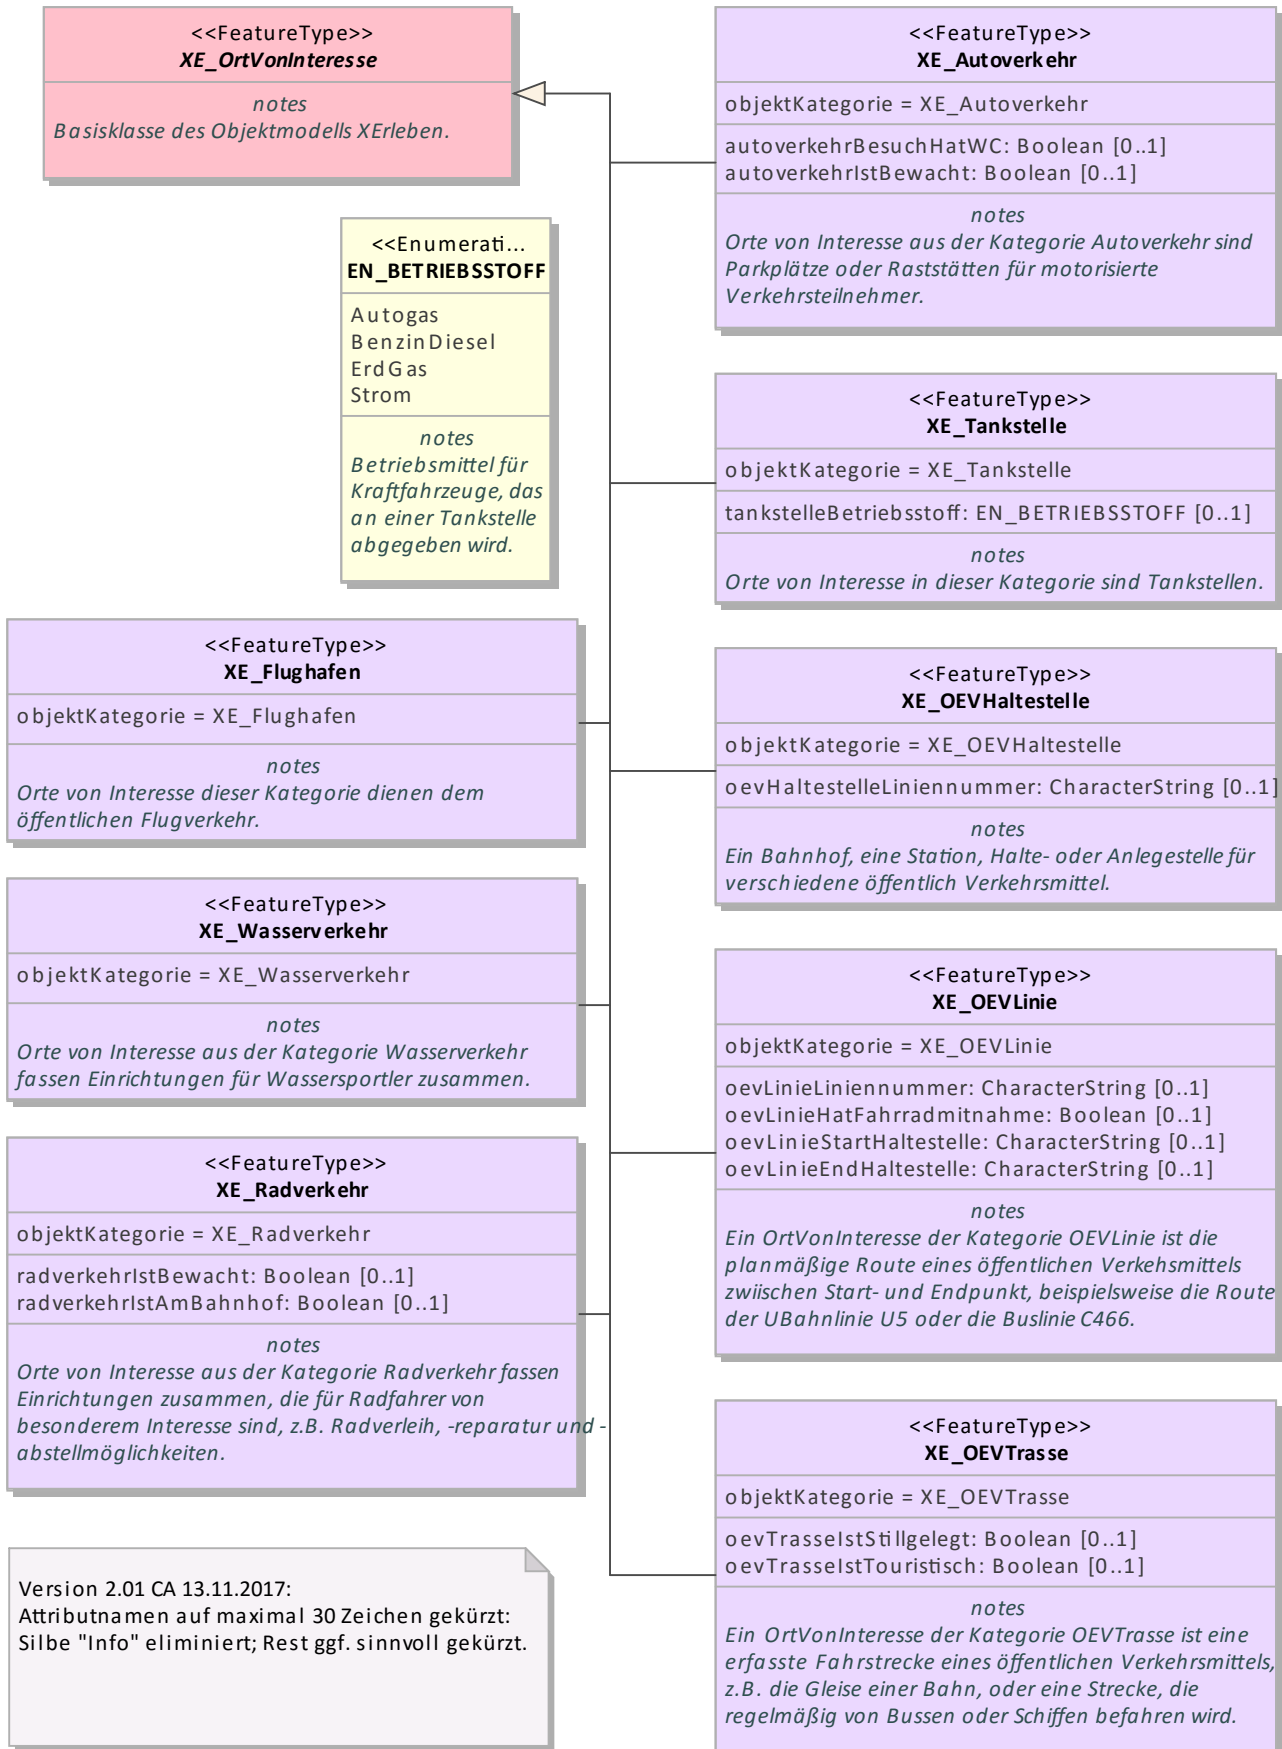 <<FeatureType>>
XE_OrtVonInteresse
notes
Basisklasse des Objektmodells XErleben.
<<Enumerati...
EN_BETRIEBSSTOFF
Autogas
BenzinDiesel
ErdGas
Strom
notes
Betriebsmittel für
Kraftfahrzeuge, das
an einer Tankstelle
abgegeben wird.
<<FeatureType>>
XE_Flughafen
objektKategorie = XE_Flughafen
notes
Orte von Interesse dieser Kategorie dienen dem
öffentlichen Flugverkehr.
<<FeatureType>>
XE_Wasserverkehr
objektKategorie = XE_Wasserverkehr
notes
Orte von Interesse aus der Kategorie Wasserverkehr
fassen Einrichtungen für Wassersportler zusammen.
<<FeatureType>>
XE_Radverkehr
objektKategorie = XE_Radverkehr
radverkehrIstBewacht: Boolean [0..1]
radverkehrIstAmBahnhof: Boolean [0..1]
notes
Orte von Interesse aus der Kategorie Radverkehr fassen
Einrichtungen zusammen, die für Radfahrer von
besonderem Interesse sind, z.B. Radverleih, -reparatur und -
abstellmöglichkeiten.
Version 2.01 CA 13.11.2017:
Attributnamen auf maximal 30 Zeichen gekürzt:
Silbe "Info" eliminiert; Rest ggf. sinnvoll gekürzt.
<<FeatureType>>
XE_Autoverkehr
objektKategorie = XE_Autoverkehr
autoverkehrBesuchHatWC: Boolean [0..1]
autoverkehrIstBewacht: Boolean [0..1]
notes
Orte von Interesse aus der Kategorie Autoverkehr sind
Parkplätze oder Raststätten für motorisierte
Verkehrsteilnehmer.
<<FeatureType>>
XE_Tankstelle
objektKategorie = XE_Tankstelle
tankstelleBetriebsstoff: EN_BETRIEBSSTOFF [0..1]
notes
Orte von Interesse in dieser Kategorie sind Tankstellen.
<<FeatureType>>
XE_OEVHaltestelle
objektKategorie = XE_OEVHaltestelle
oevHaltestelleLiniennummer: CharacterString [0..1]
notes
Ein Bahnhof, eine Station, Halte- oder Anlegestelle für
verschiedene öffentlich Verkehrsmittel.
<<FeatureType>>
XE_OEVLinie
objektKategorie = XE_OEVLinie
oevLinieLiniennummer: CharacterString [0..1]
oevLinieHatFahrradmitnahme: Boolean [0..1]
oevLinieStartHaltestelle: CharacterString [0..1]
oevLinieEndHaltestelle: CharacterString [0..1]
notes
Ein OrtVonInteresse der Kategorie OEVLinie ist die
planmäßige Route eines öffentlichen Verkehsmittels
zwiischen Start- und Endpunkt, beispielsweise die Route
der UBahnlinie U5 oder die Buslinie C466.
<<FeatureType>>
XE_OEVTrasse
objektKategorie = XE_OEVTrasse
oevTrasseIstStillgelegt: Boolean [0..1]
oevTrasseIstTouristisch: Boolean [0..1]
notes
Ein OrtVonInteresse der Kategorie OEVTrasse ist eine
erfasste Fahrstrecke eines öffentlichen Verkehrsmittels,
z.B. die Gleise einer Bahn, oder eine Strecke, die
regelmäßig von Bussen oder Schiffen befahren wird.